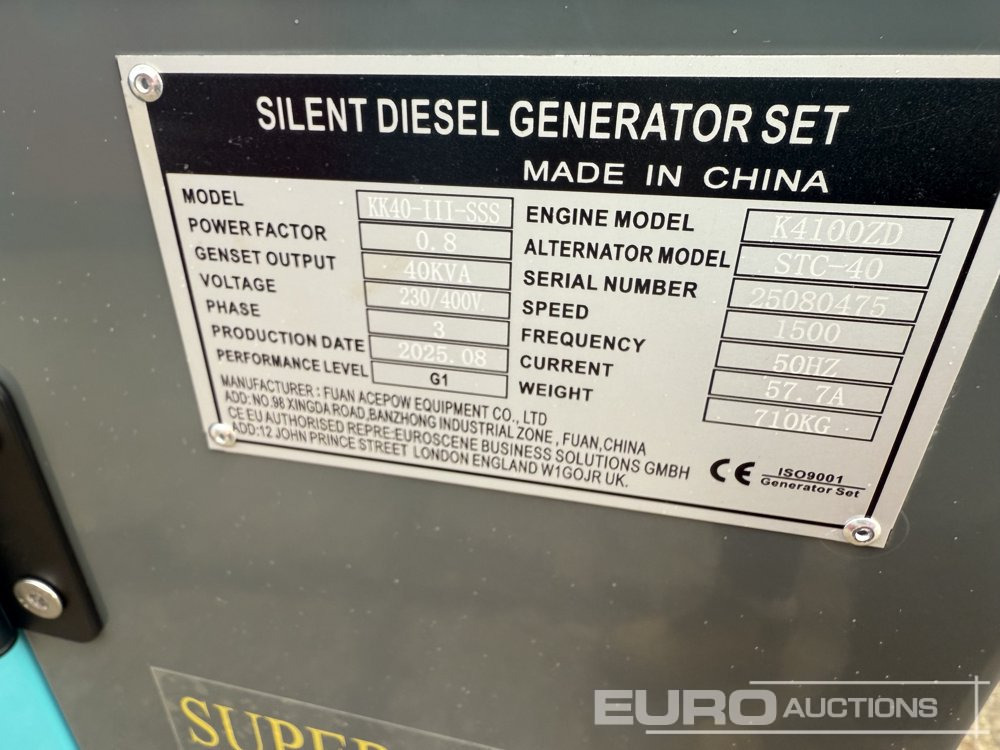 SILENT DIESEL GENERATOR SET
MADE IN CHINA
MODEL KK40-III-SSS
POWER FACTOR 0.8
GENSET OUTPUT 40KVA
VOLTAGE 230/400V
PHASE 3
PRODUCTION DATE 2025.08
PERFORMANCE LEVEL G1
ENGINE MODEL K4100ZD
ALTERNATOR MODEL STC-40
SERIAL NUMBER 25080475
SPEED 1500
FREQUENCY 50HZ
CURRENT 57.7A
WEIGHT 710KG
MANUFACTURER : FUAN ACEPOW EQUIPMENT CO., LTD
ADD: NO.98 XINGDA ROAD, BANZHONG INDUSTRIAL ZONE , FUAN,CHINA
CE EU AUTHORISED REPRE:EUROSCENE BUSINESS SOLUTIONS GMBH
ADD:12 JOHN PRINCE STREET LONDON ENGLAND W1GOJR UK.
CE ISO9001
Generator Set
SUPER
EURO AUCTIONS